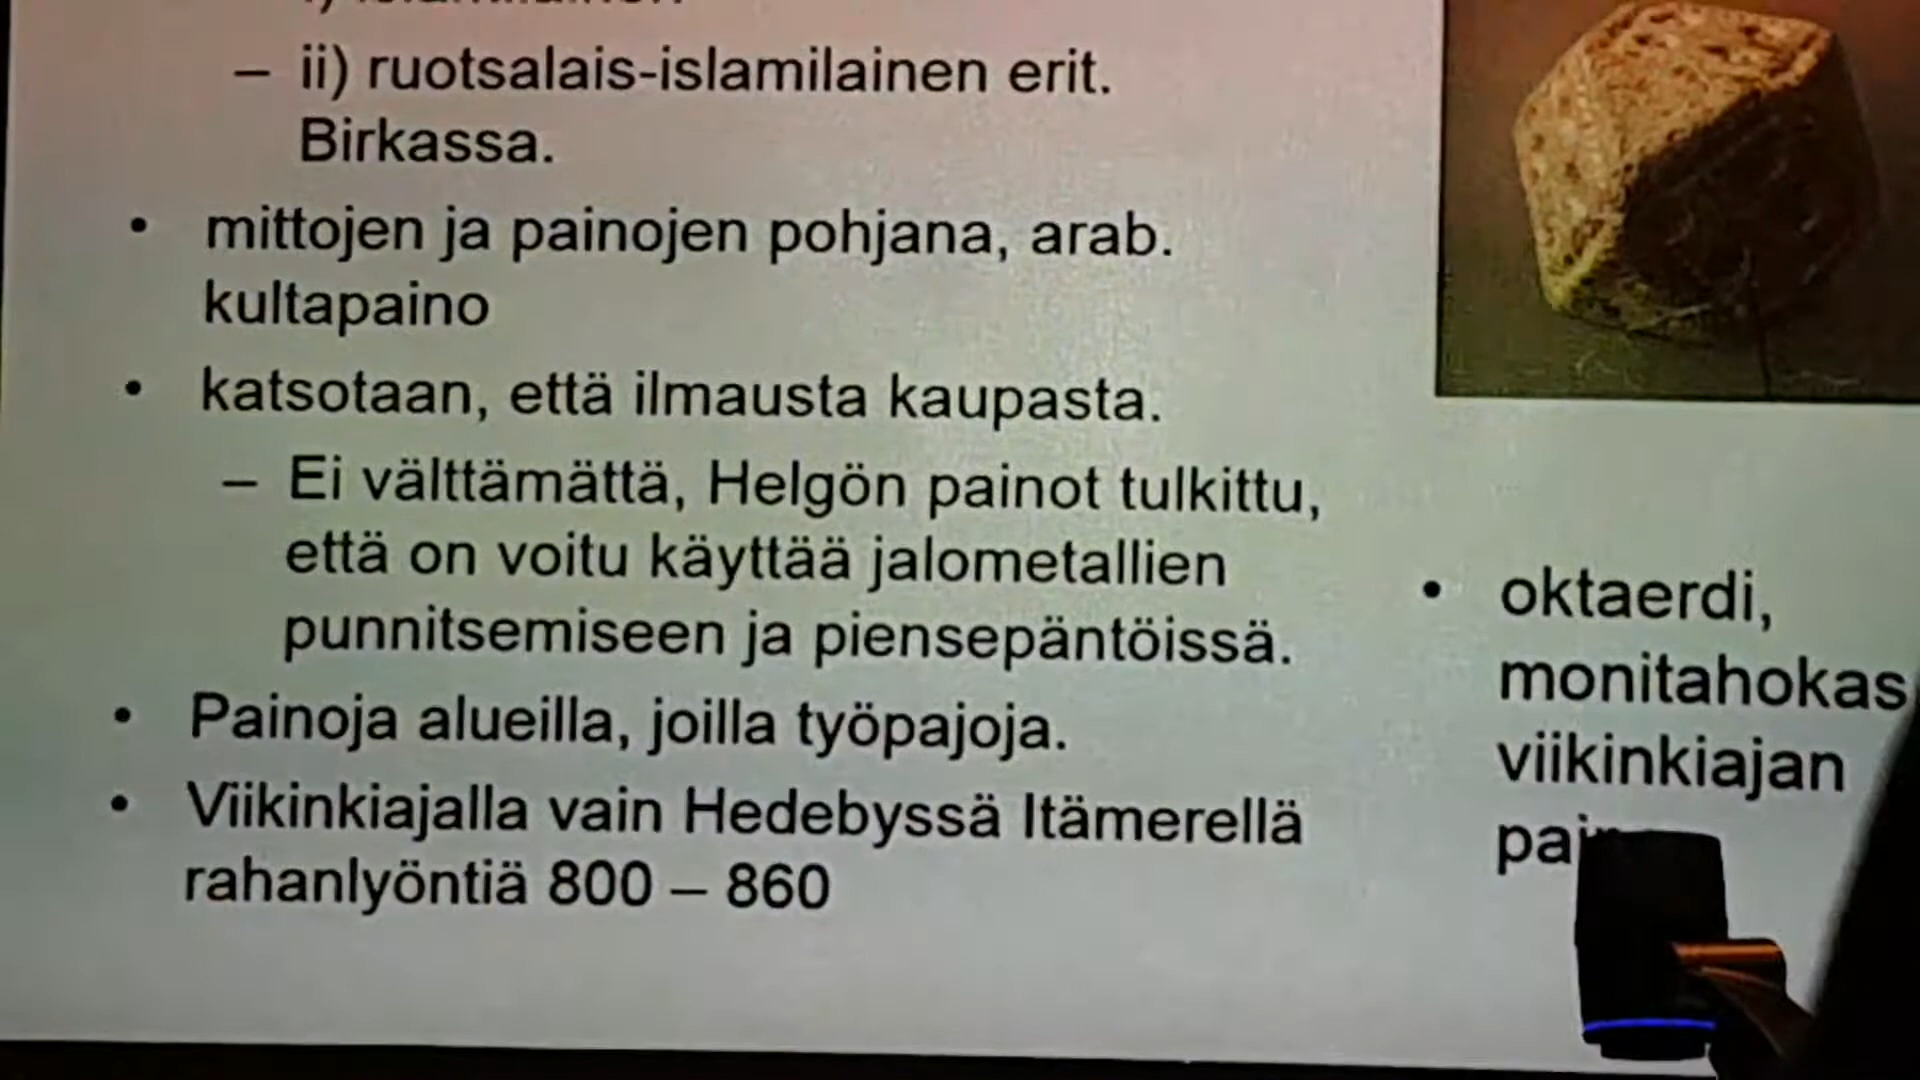 – ii) ruotsalais-islamilainen erit.
Birkassa.
• mittojen ja painojen pohjana, arab.
kultapaino
• katsotaan, että ilmausta kaupasta.
– Ei välttämättä, Helgön painot tulkittu,
että on voitu käyttää jalometallien
punnitsemiseen ja piensepäntöissä.
• Painoja alueilla, joilla työpajoja.
• Viikinkiajalla vain Hedebyssä Itämerellä
rahanlyöntiä 800 – 860
• oktaerdi,
monitahokas
viikinkiajan